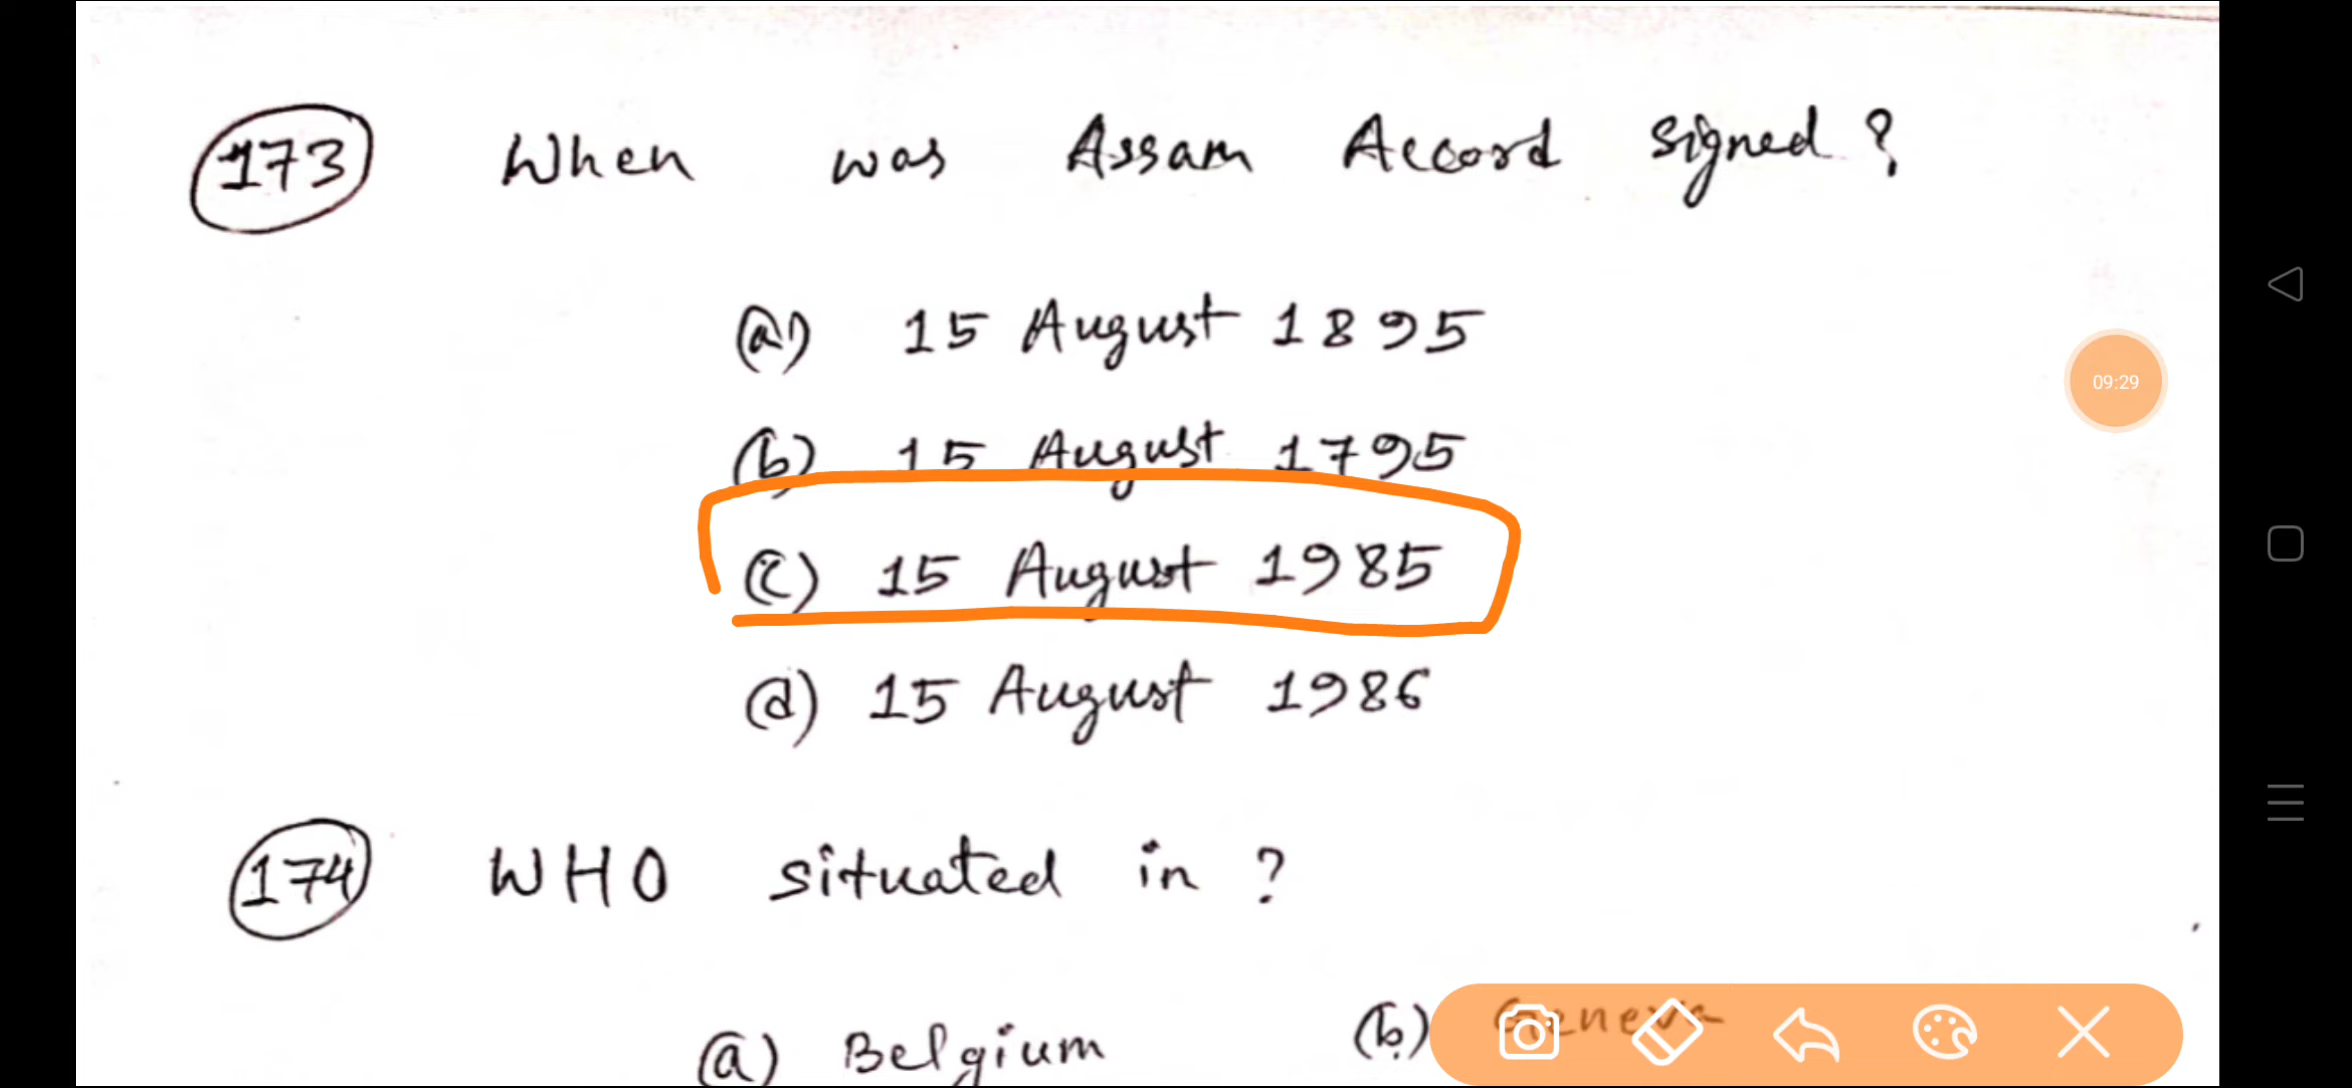 173 When was Assam Accord signed?
(a) 15 August 1895
09:29
(b) 15 August 1795
(c) 15 August 1985
(d) 15 August 1986
174 WHO situated in?
(a) Belgium (b) Geneva